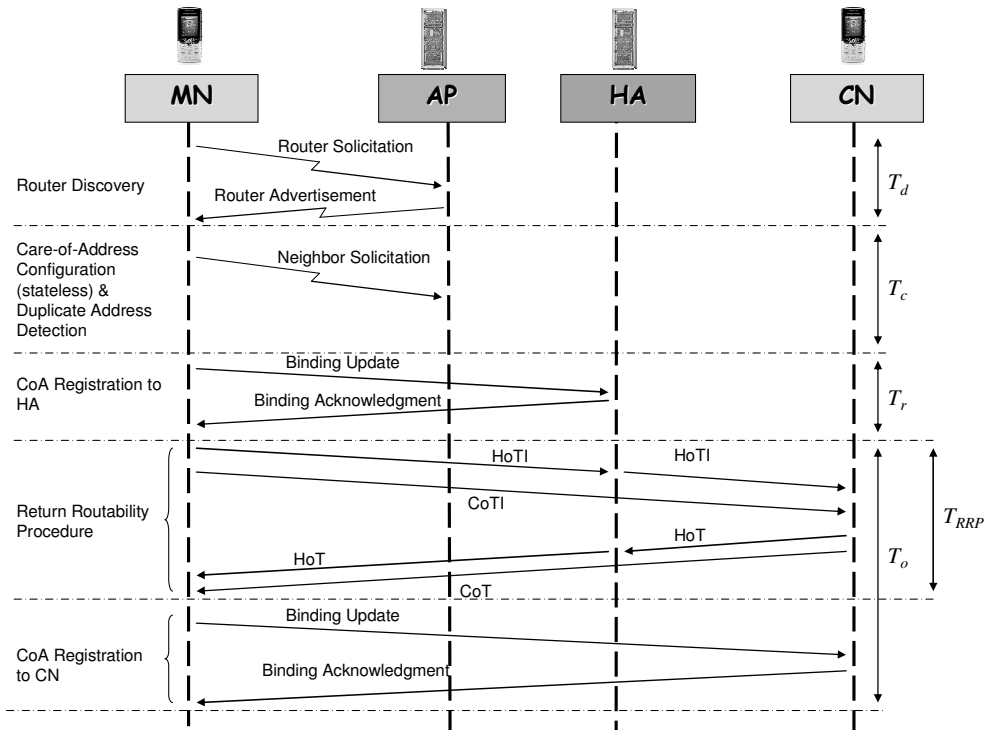 MN
AP
HA
CN
Router Solicitation
Router Discovery
Router Advertisement
T_d
Care-of-Address
Configuration
(stateless) &
Duplicate Address
Detection
Neighbor Solicitation
T_c
Binding Update
CoA Registration to
HA
Binding Acknowledgment
T_r
HoTI
HoTI
CoTI
Return Routability
Procedure
HoT
HoT
CoT
T_RRP
T_o
Binding Update
CoA Registration
to CN
Binding Acknowledgment